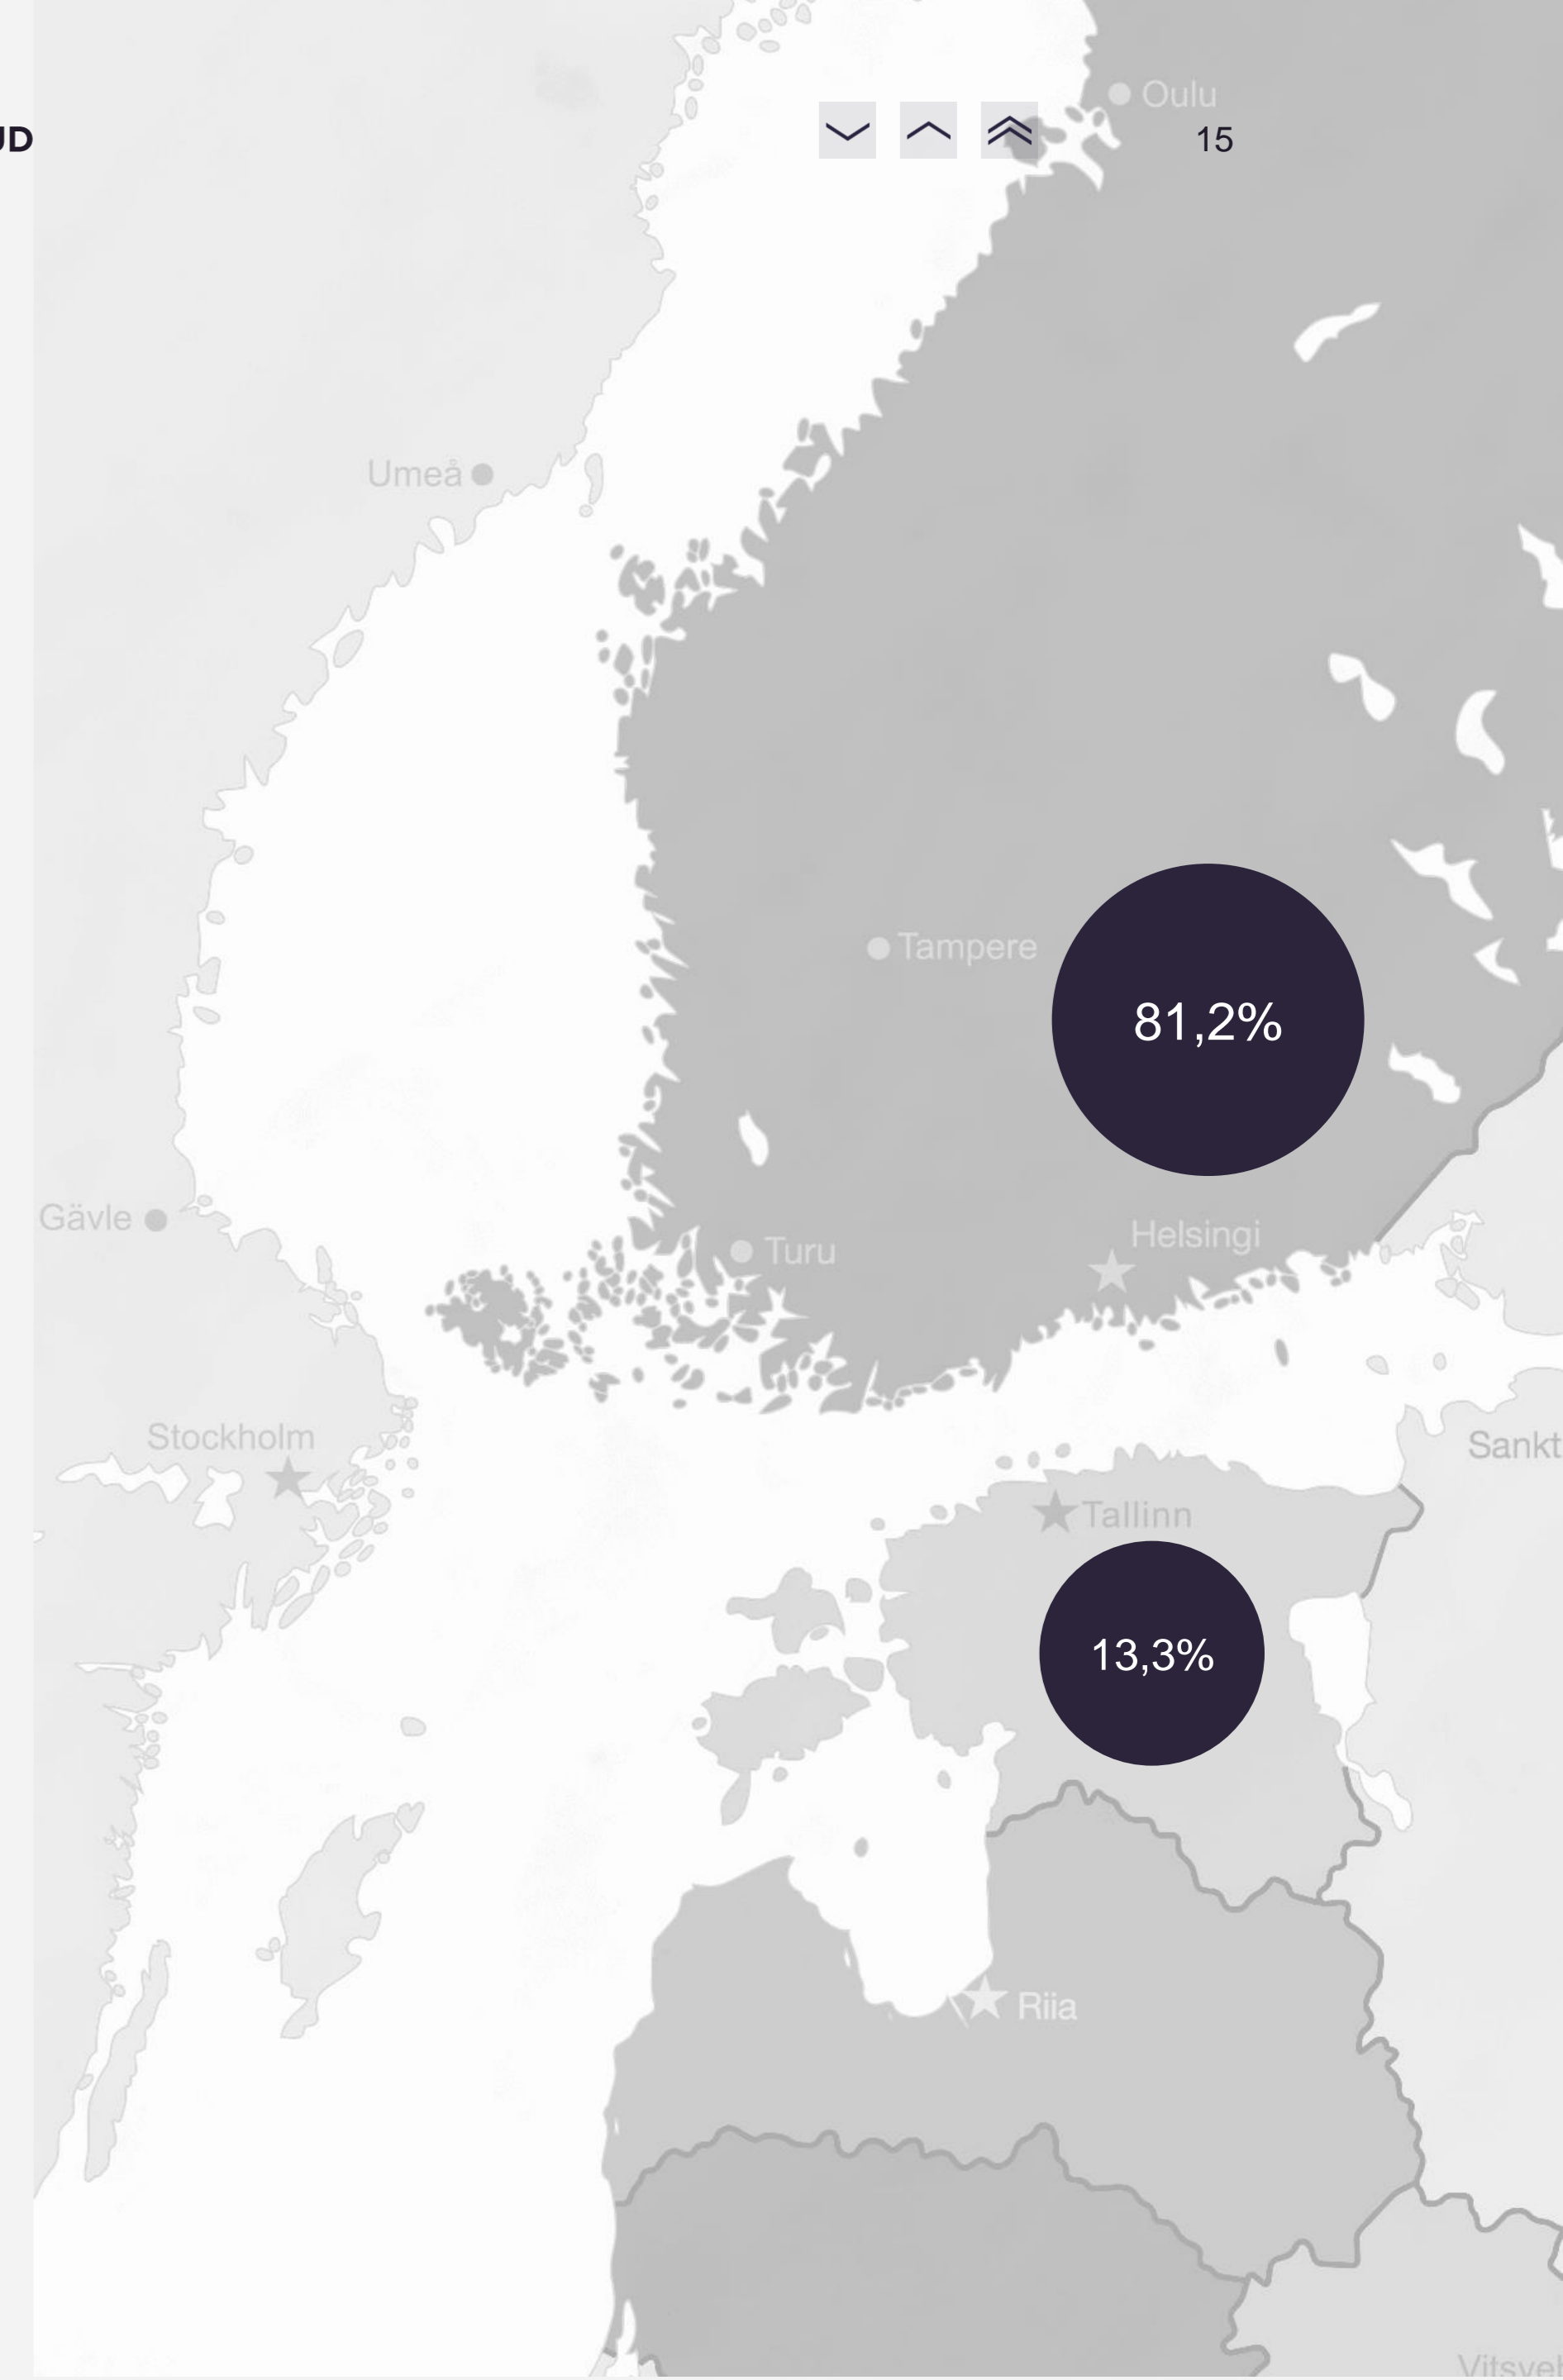 Oulu
UD
15
Umeå
Tampere
81,2%
Gävle
Helsingi
Turu
Stockholm
Sankt
Tallinn
13,3%
Riia